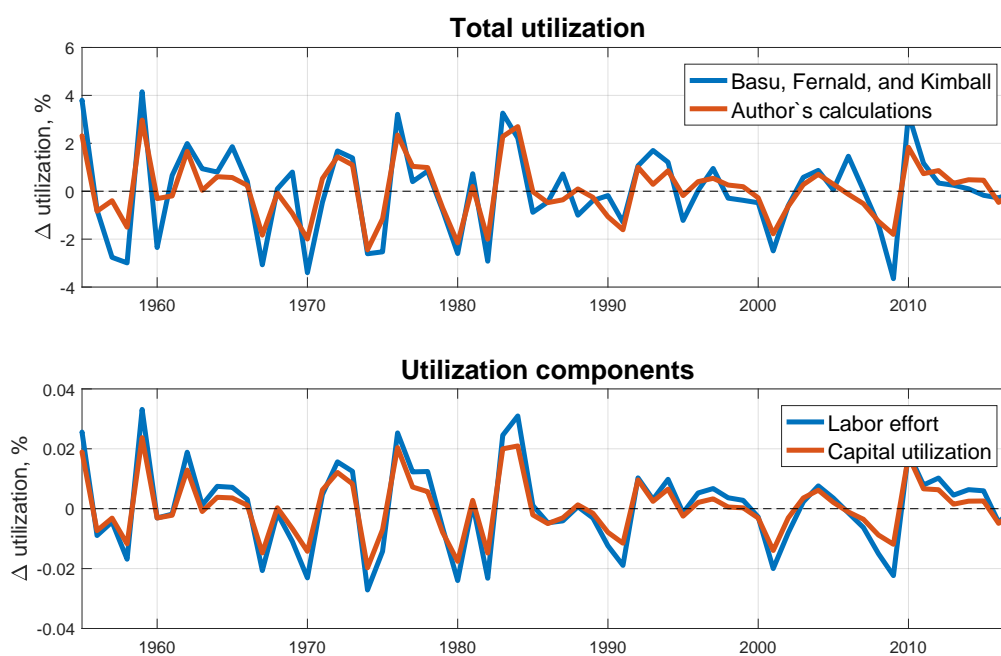 Total utilization
Δ utilization, %
6
4
2
0
-2
-4
Basu, Fernald, and Kimball
Author`s calculations
1960 1970 1980 1990 2000 2010
Utilization components
Δ utilization, %
0.04
0.02
0
-0.02
-0.04
Labor effort
Capital utilization
1960 1970 1980 1990 2000 2010